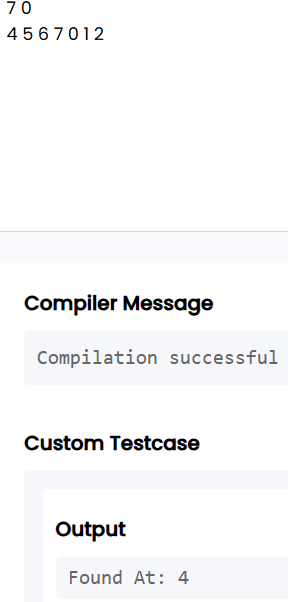 7 0
4 5 6 7 0 1 2
Compiler Message
Compilation successful
Custom Testcase
Output
Found At: 4